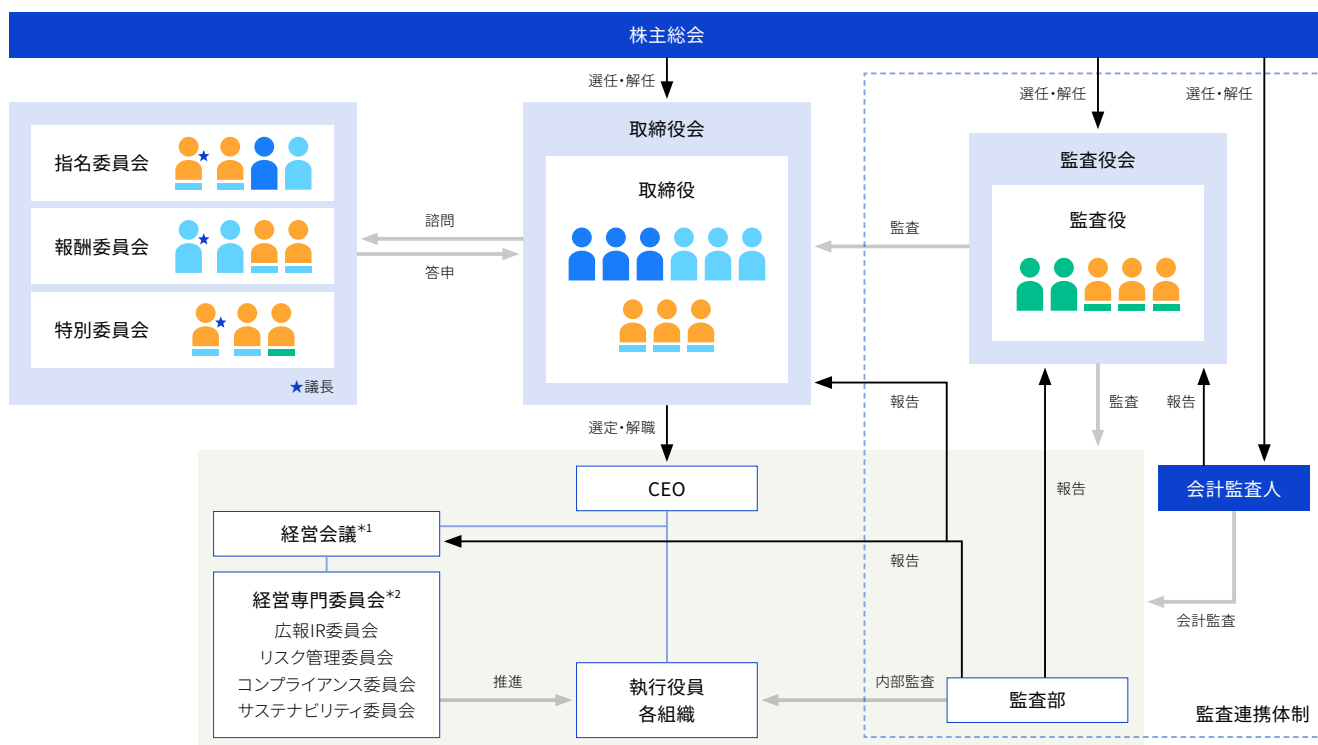 株主総会
選任・解任
選任・解任
選任・解任
指名委員会
報酬委員会
特別委員会
★議長
諮問
答申
取締役会
取締役
監査
監査役会
監査役
選定・解職
報告
監査
報告
CEO
報告
会計監査人
経営会議*1
報告
経営専門委員会*2
広報IR委員会
リスク管理委員会
コンプライアンス委員会
サステナビリティ委員会
推進
執行役員
各組織
内部監査
監査部
会計監査
監査連携体制